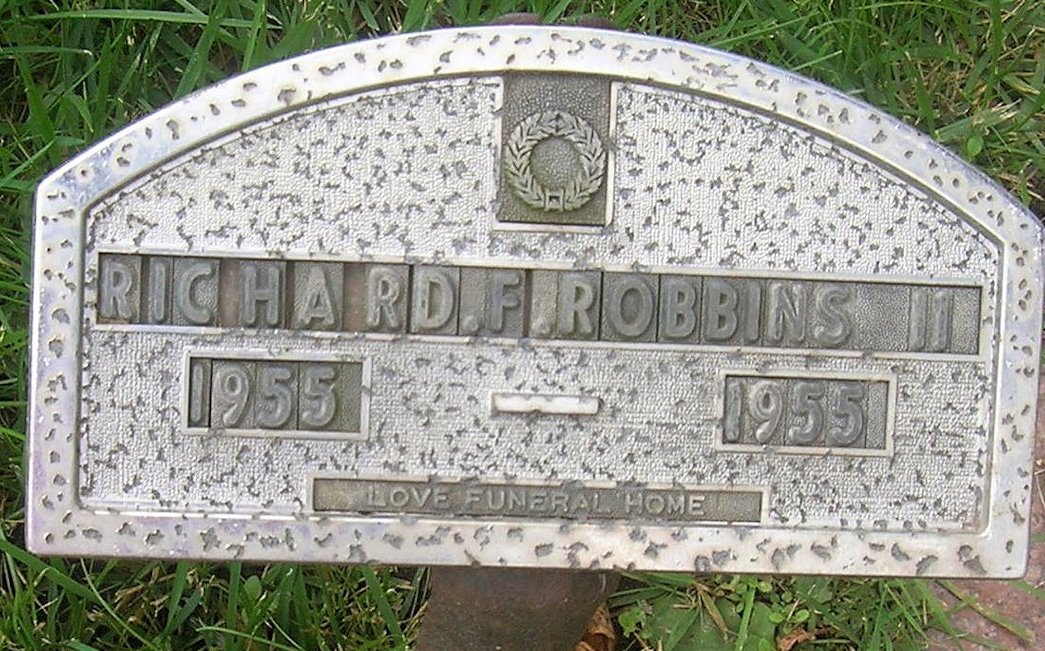 RICHARD.F.ROBBINS II
1955 — 1955
LOVE FUNERAL HOME